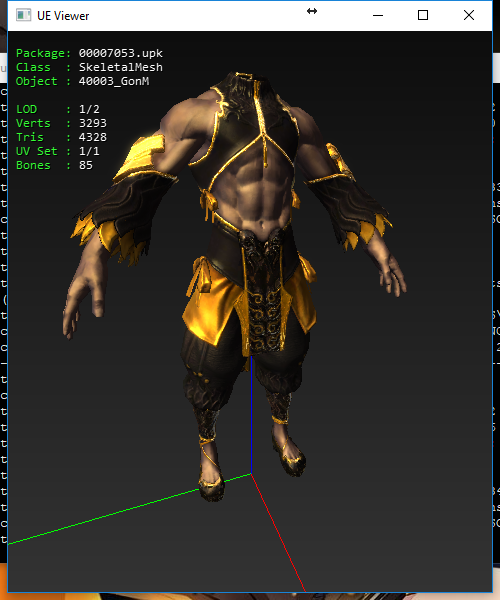 UE Viewer
Package: 00007053.upk
Class : SkeletalMesh
Object : 40003_GonM
LOD : 1/2
Verts : 3293
Tris : 4328
UV Set : 1/1
Bones : 85